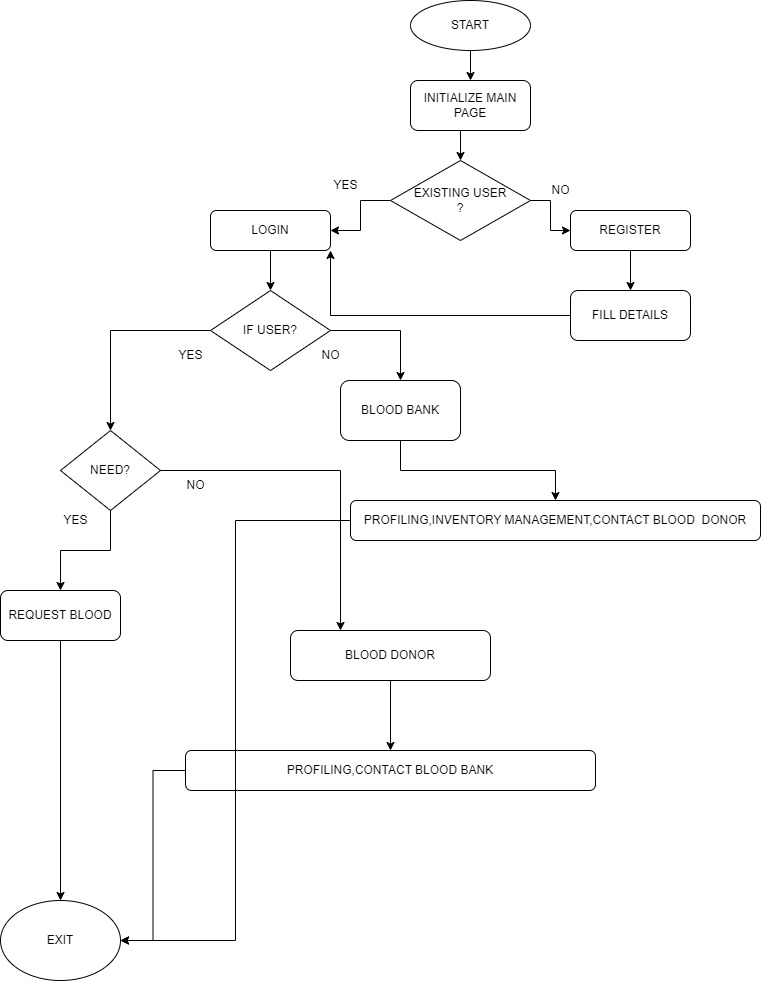 START
INITIALIZE MAIN
PAGE
EXISTING USER
?
YES
NO
LOGIN
REGISTER
FILL DETAILS
IF USER?
YES
NO
BLOOD BANK
NEED?
NO
YES
PROFILING,INVENTORY MANAGEMENT,CONTACT BLOOD  DONOR
REQUEST BLOOD
BLOOD DONOR
PROFILING,CONTACT BLOOD BANK
EXIT